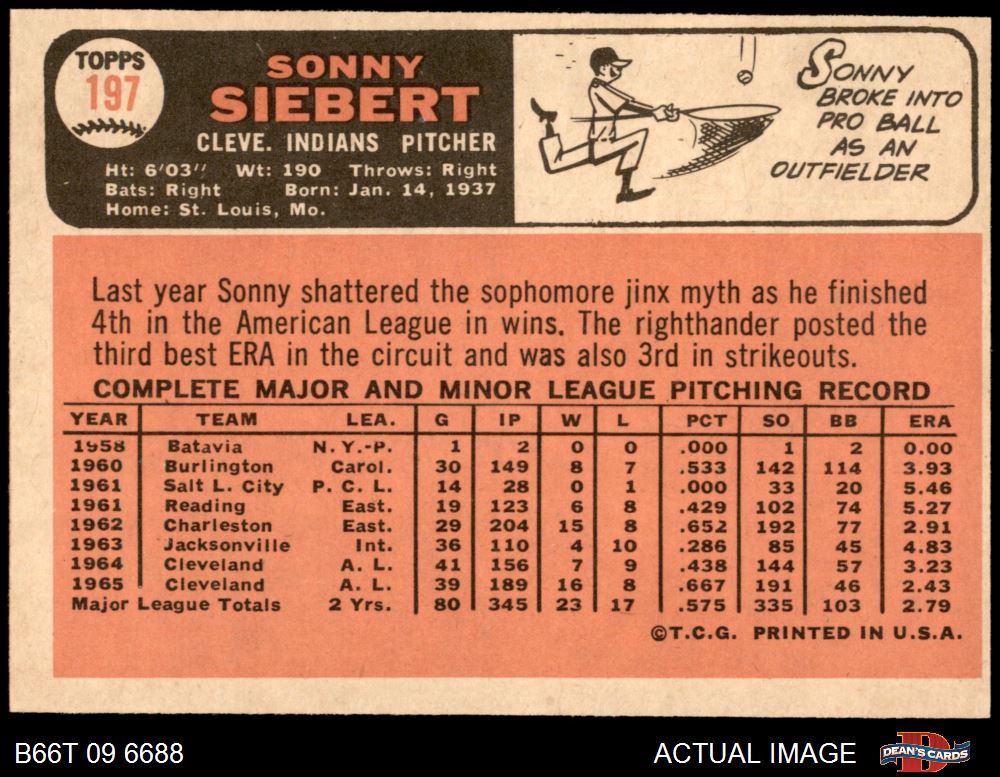 TOPPS
197
SONNY
SIEBERT
CLEVE. INDIANS PITCHER
Ht: 6'03" Wt: 190 Throws: Right
Bats: Right Born: Jan. 14, 1937
Home: St. Louis, Mo.
SONNY
BROKE INTO
PRO BALL
AS AN
OUTFIELDER
Last year Sonny shattered the sophomore jinx myth as he finished
4th in the American League in wins. The righthander posted the
third best ERA in the circuit and was also 3rd in strikeouts.
COMPLETE MAJOR AND MINOR LEAGUE PITCHING RECORD
YEAR TEAM LEA. G IP W L PCT SO BB ERA
1958 Batavia N.Y.-P. 1 2 0 0 .000 1 2 0.00
1960 Burlington Carol. 30 149 8 7 .533 142 114 3.93
1961 Salt L. City P. C. L. 14 28 0 1 .000 33 20 5.46
1961 Reading East. 19 123 6 8 .429 102 74 5.27
1962 Charleston East. 29 204 15 8 .652 192 77 2.91
1963 Jacksonville Int. 36 110 4 10 .286 85 45 4.83
1964 Cleveland A. L. 41 156 7 9 .438 144 57 3.23
1965 Cleveland A. L. 39 189 16 8 .667 191 46 2.43
Major League Totals 2 Yrs. 80 345 23 17 .575 335 103 2.79
©T.C.G. PRINTED IN U.S.A.
B66T 09 6688 ACTUAL IMAGE DEAN'S CARDS